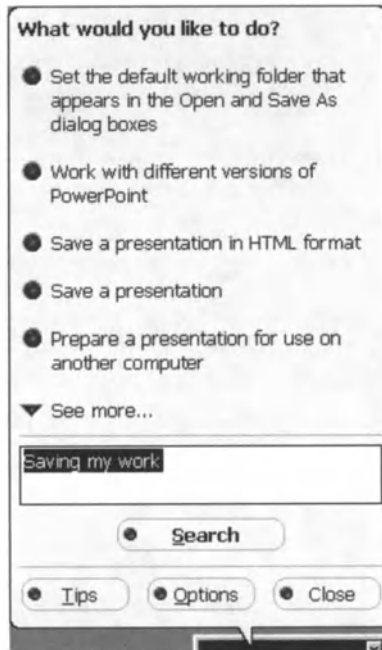 What would you like to do?
Set the default working folder that
appears in the Open and Save As
dialog boxes
Work with different versions of
PowerPoint
Save a presentation in HTML format
Save a presentation
Prepare a presentation for use on
another computer
See more...
Saving my work
Search
Tips
Options
Close